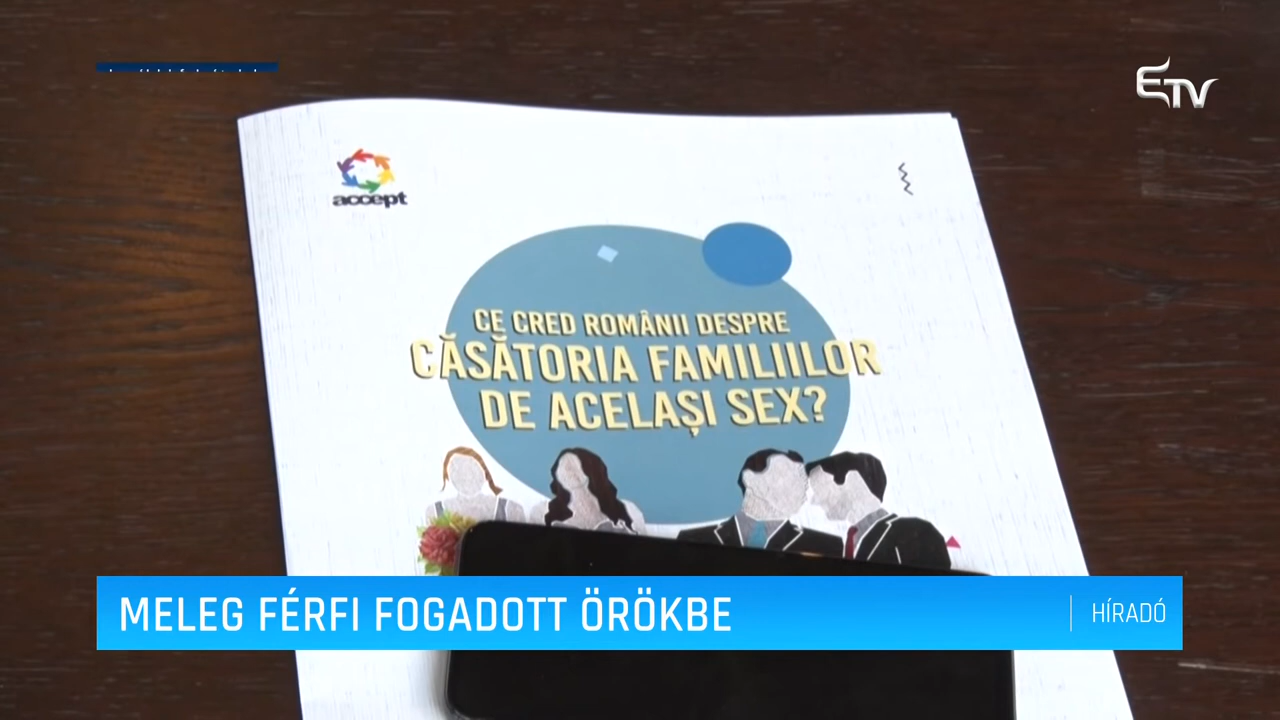 ETV
accept
CE CRED ROMÂNII DESPRE
CĂSĂTORIA FAMILIILOR
DE ACELAȘI SEX?
MELEG FÉRFI FOGADOTT ÖRÖKBE
HÍRADÓ